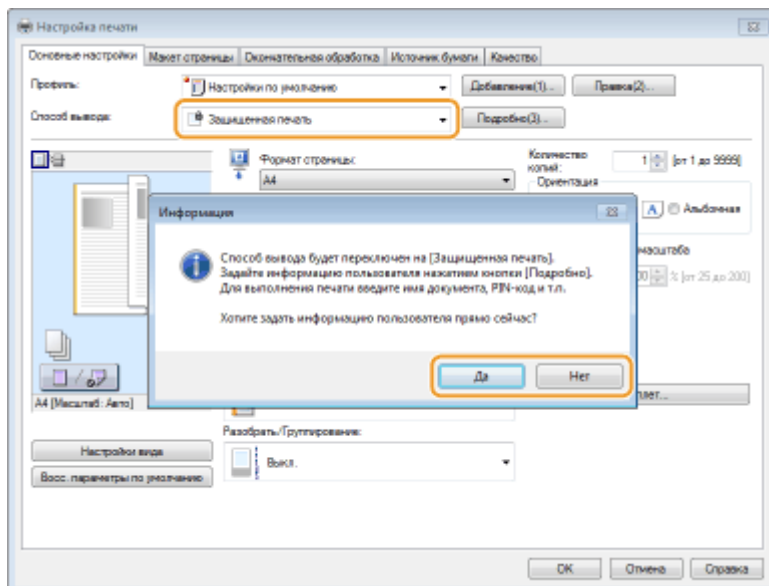 Настройка печати
Основные настройки Макет страницы Окончательная обработка Источник бумаги Качество
Профиль: Настройки по умолчанию Добавление(1)... Правка(2)...
Способ вывода: Защищенная печать Подробно(3)...
Формат страницы: Количество копий: 1 [от 1 до 9999]
A4
Ориентация
A Альбомная
Информация
масштаба
Способ вывода будет переключен на [Защищенная печать].
Задайте информацию пользователя нажатием кнопки [Подробно].
00 % [от 25 до 200]
Для выполнения печати введите имя документа, PIN-код и т.п.
Хотите задать информацию пользователя прямо сейчас?
Да Нет
A4 [Масштаб: Авто]
Разобрать/Группирование:
Настройки вида
Выкл.
Восс. параметры по умолчанию
OK Отмена Справка